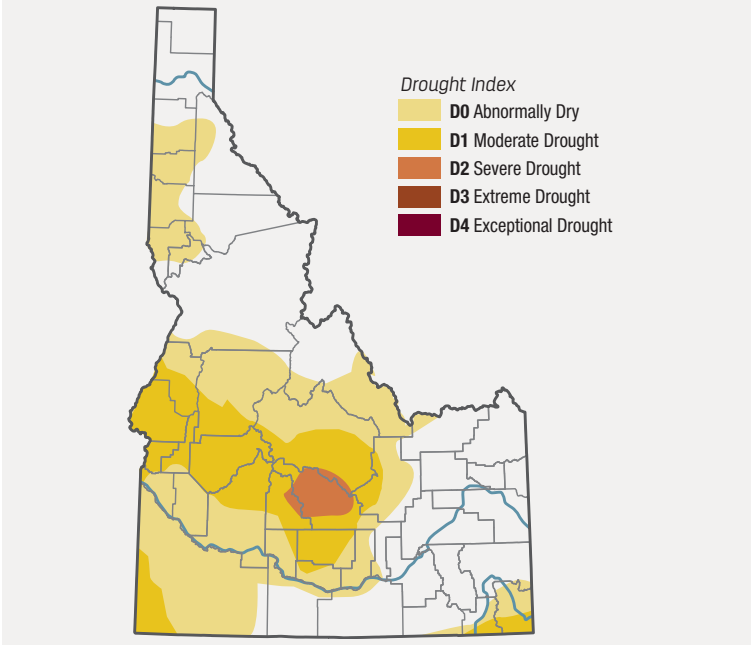 Drought Index
D0 Abnormally Dry
D1 Moderate Drought
D2 Severe Drought
D3 Extreme Drought
D4 Exceptional Drought